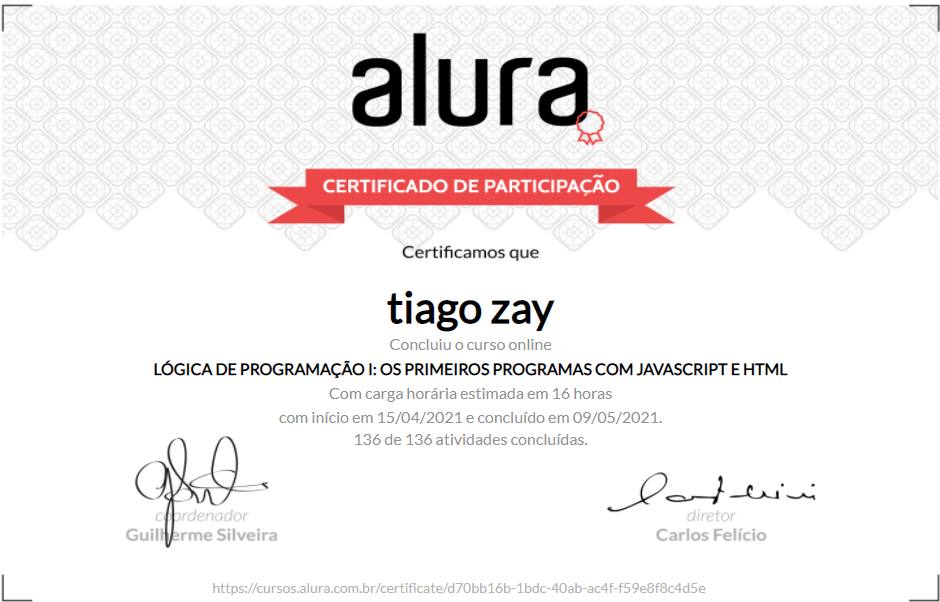 alura
CERTIFICADO DE PARTICIPAÇÃO
Certificamos que
tiago zay
Concluiu o curso online
LÓGICA DE PROGRAMAÇÃO I: OS PRIMEIROS PROGRAMAS COM JAVASCRIPT E HTML
Com carga horária estimada em 16 horas
com início em 15/04/2021 e concluído em 09/05/2021.
136 de 136 atividades concluídas.
coordenador
Guilherme Silveira
diretor
Carlos Felício
https://cursos.alura.com.br/certificate/d70bb16b-1bdc-40ab-ac4f-f59e8f8c4d5e